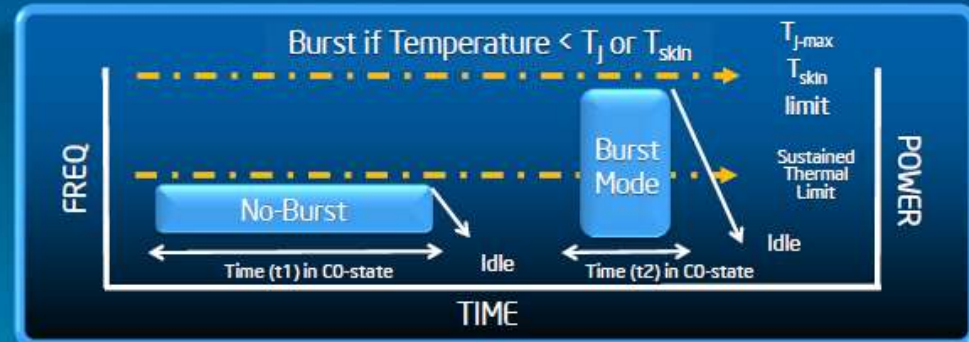 Burst if Temperature < Tj or Tskin
Tj-max
Tskin
limit
FREQ
Burst
Mode
Sustained
Thermal
Limit
POWER
No-Burst
Idle
Idle
Time (t1) in C0-state
Time (t2) in C0-state
TIME